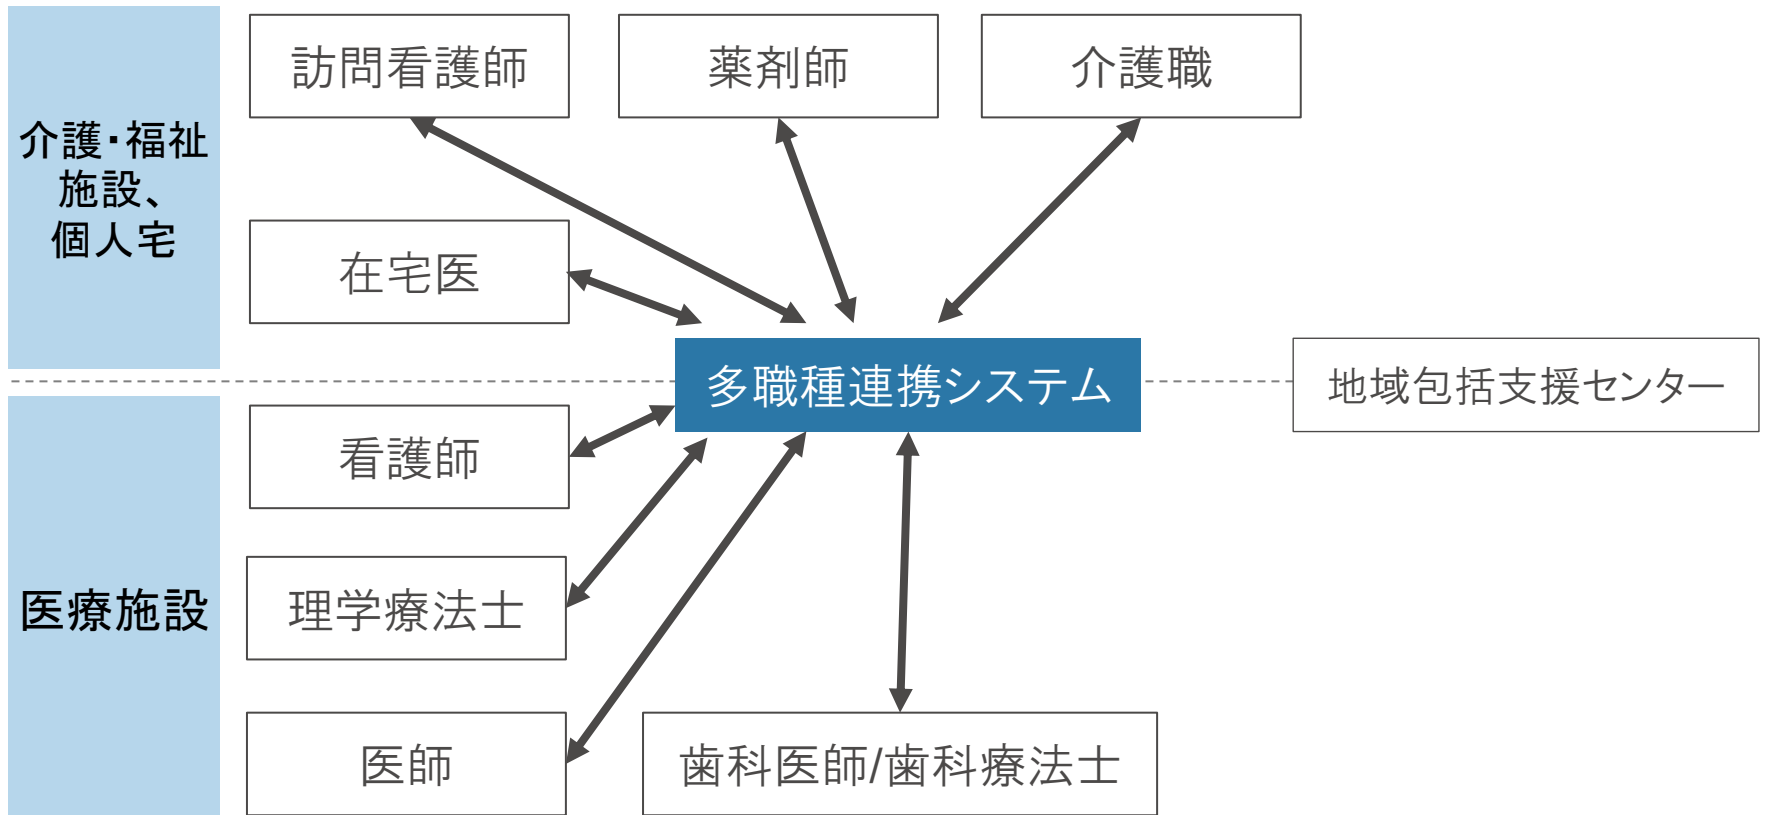 介護・福祉
施設、
個人宅
訪問看護師
薬剤師
介護職
在宅医
多職種連携システム
地域包括支援センター
医療施設
看護師
理学療法士
医師
歯科医師/歯科療法士